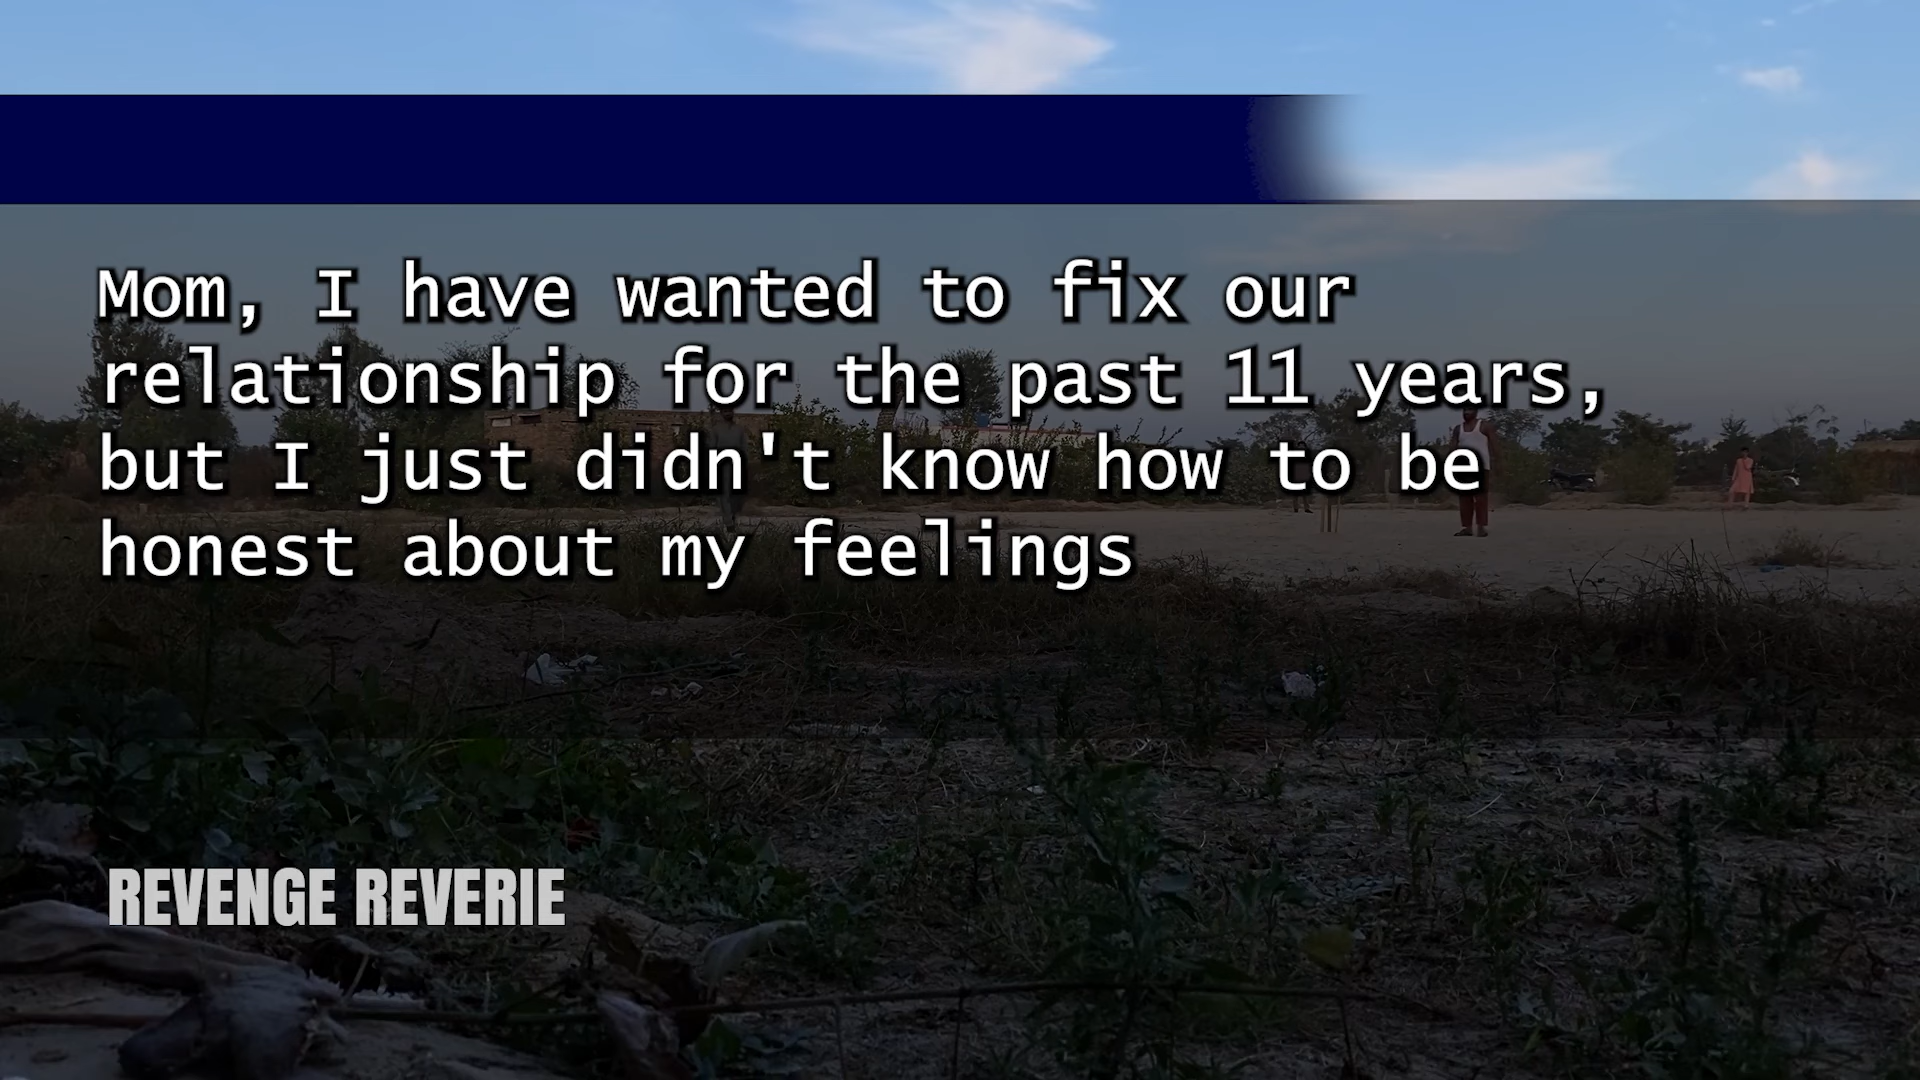 Mom, I have wanted to fix our
relationship for the past 11 years,
but I just didn't know how to be
honest about my feelings
REVENGE REVERIE